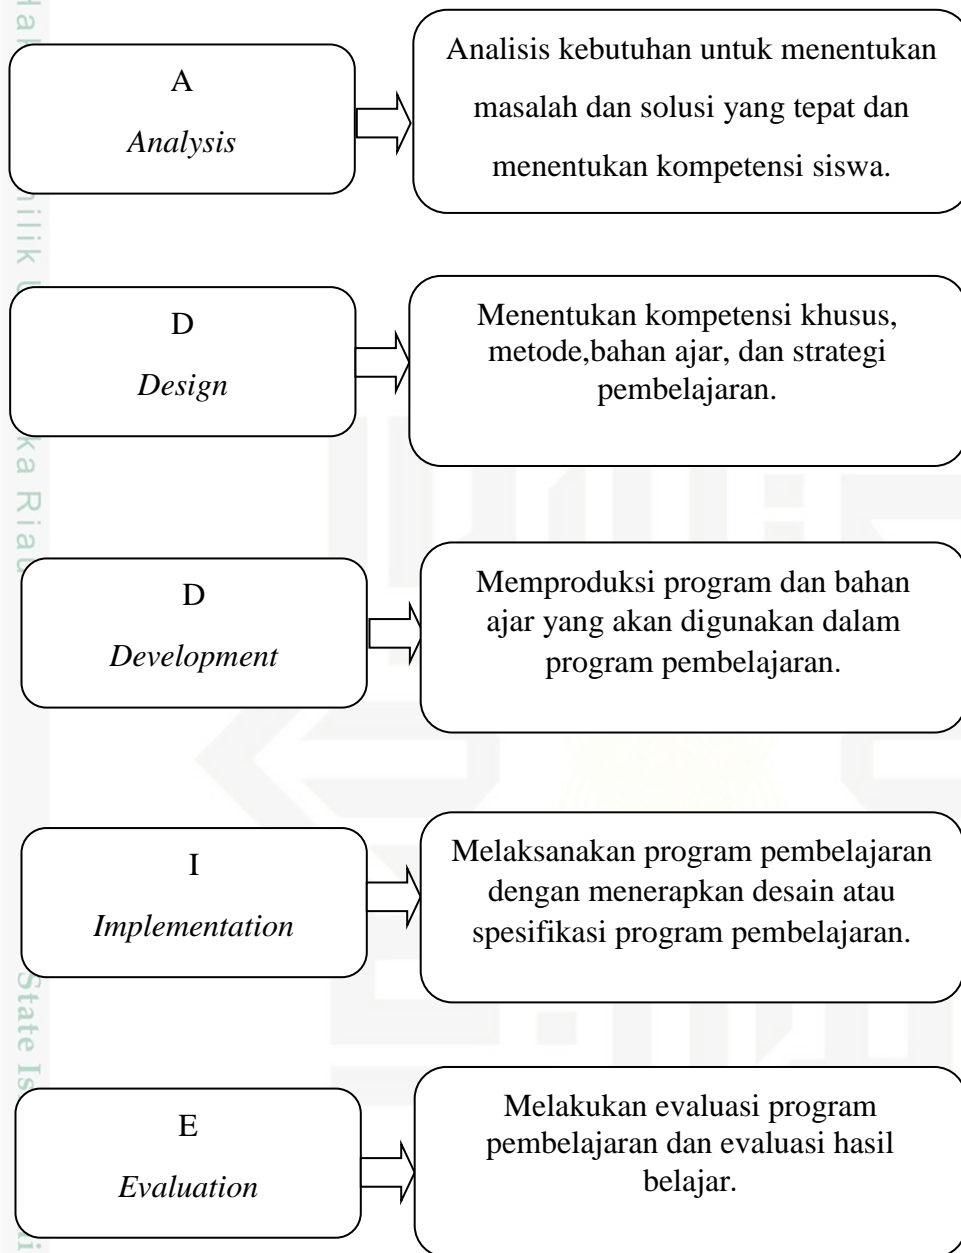 A
Analysis
Analisis kebutuhan untuk menentukan
masalah dan solusi yang tepat dan
menentukan kompetensi siswa.
D
Design
Menentukan kompetensi khusus,
metode,bahan ajar, dan strategi
pembelajaran.
D
Development
Memproduksi program dan bahan
ajar yang akan digunakan dalam
program pembelajaran.
I
Implementation
Melaksanakan program pembelajaran
dengan menerapkan desain atau
spesifikasi program pembelajaran.
E
Evaluation
Melakukan evaluasi program
pembelajaran dan evaluasi hasil
belajar.
Riau
State